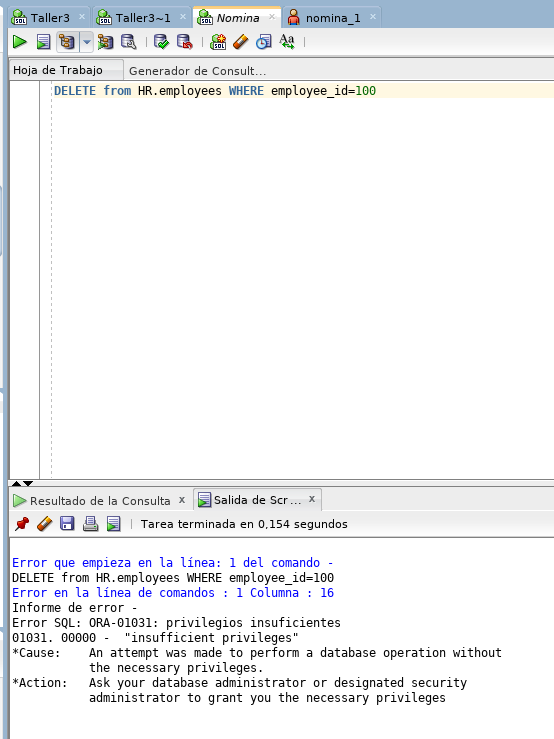 Taller3
Taller3~1
Nomina
nomina_1
Hoja de Trabajo
Generador de Consult...
DELETE from HR.employees WHERE employee_id=100
Resultado de la Consulta
Salida de Scr...
Tarea terminada en 0,154 segundos
Error que empieza en la línea: 1 del comando -
DELETE from HR.employees WHERE employee_id=100
Error en la línea de comandos : 1 Columna : 16
Informe de error -
Error SQL: ORA-01031: privilegios insuficientes
01031. 00000 -  "insufficient privileges"
*Cause:    An attempt was made to perform a database operation without
           the necessary privileges.
*Action:   Ask your database administrator or designated security
           administrator to grant you the necessary privileges